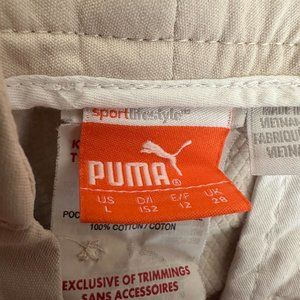 sportlifestyle
PUMA
US D/I E/F UK
L 152 12 28
MADE IN
VIETNAM
FABRIQUÉ
VIETNAM
K
T
POC
100% COTTON/COTON
EXCLUSIVE OF TRIMMINGS
SANS ACCESSOIRES